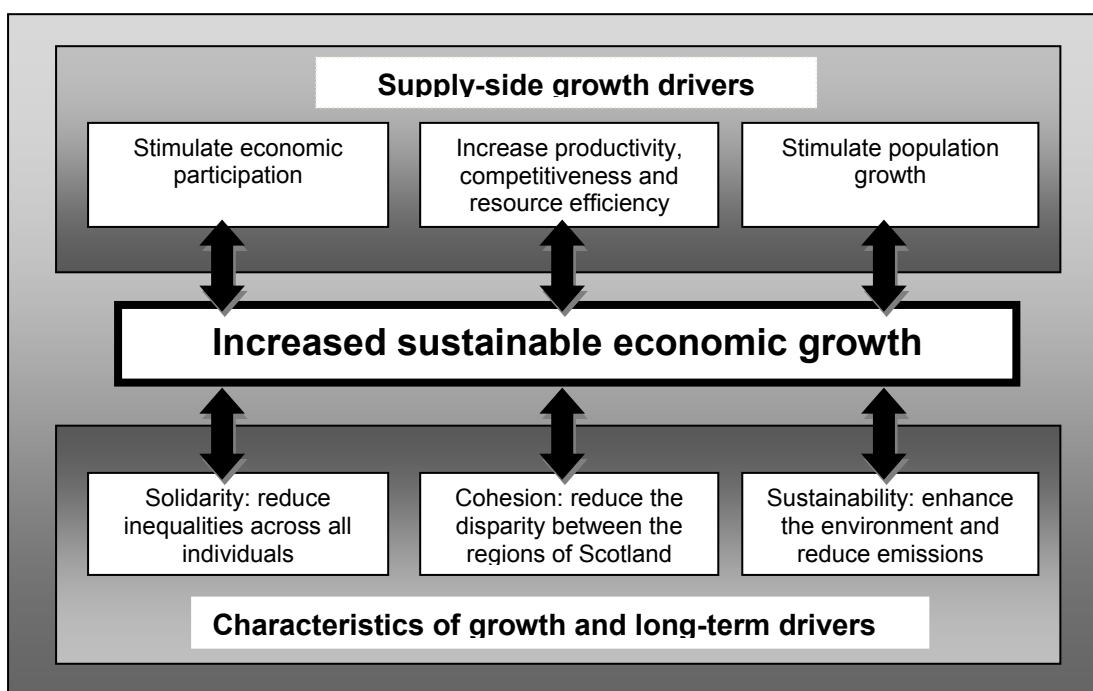 Supply-side growth drivers
Stimulate economic
participation
Increase productivity,
competitiveness and
resource efficiency
Stimulate population
growth
Increased sustainable economic growth
Solidarity: reduce
inequalities across all
individuals
Cohesion: reduce the
disparity between the
regions of Scotland
Sustainability: enhance
the environment and
reduce emissions
Characteristics of growth and long-term drivers